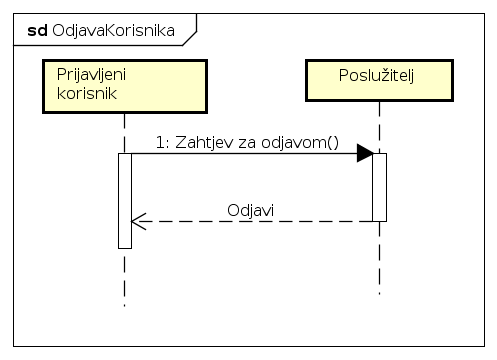 sd OdjavaKorisnika
Prijavljeni
korisnik
Poslužitelj
1: Zahtjev za odjavom()
Odjavi